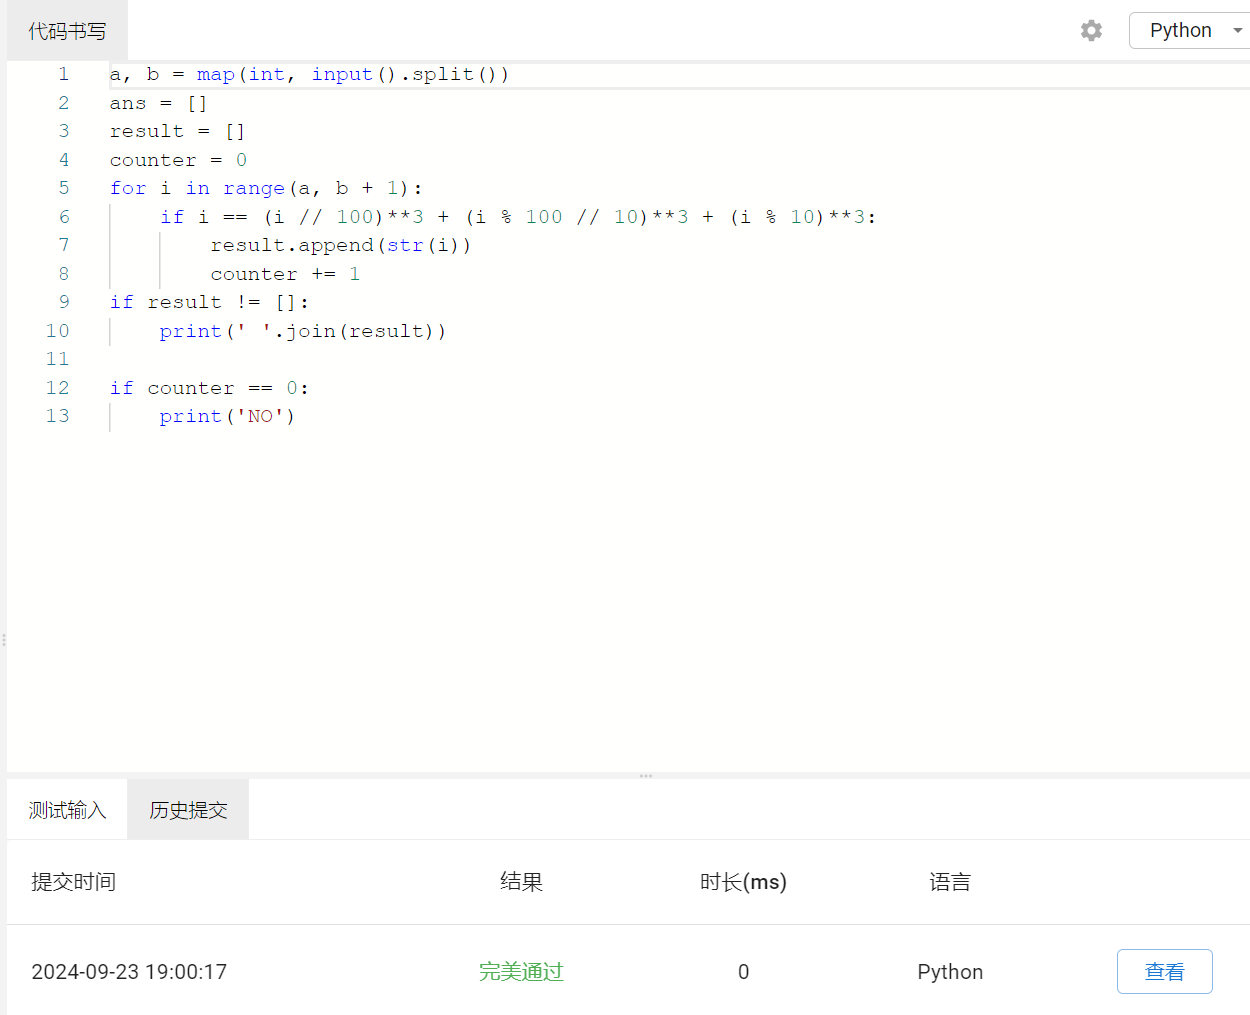 代码书写
Python
1 a, b = map(int, input().split())
2 ans = []
3 result = []
4 counter = 0
5 for i in range(a, b + 1):
6     if i == (i // 100)**3 + (i % 100 // 10)**3 + (i % 10)**3:
7         result.append(str(i))
8         counter += 1
9 if result != []:
10     print(' '.join(result))
11
12 if counter == 0:
13     print('NO')
测试输入 历史提交
提交时间 结果 时长(ms) 语言
2024-09-23 19:00:17 完美通过 0 Python 查看